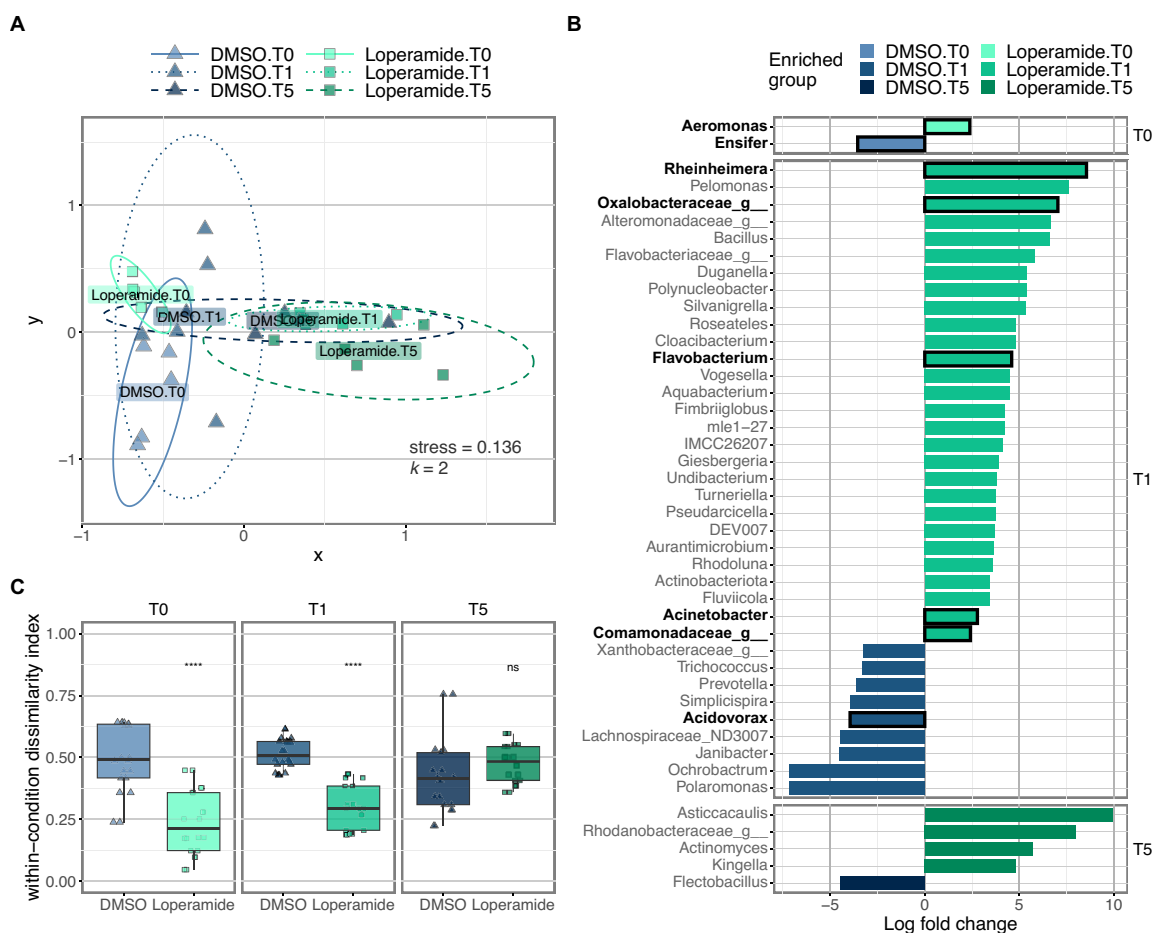 A
DMSO.T0 Loperamide.T0
DMSO.T1 Loperamide.T1
DMSO.T5 Loperamide.T5
y
1
0
−1
Loperamide.T0
DMSO.T1
Loperamide.T1
Loperamide.T5
DMSO.T0
stress = 0.136
k = 2
−1 0 1
x
B
Enriched group
DMSO.T0 Loperamide.T0
DMSO.T1 Loperamide.T1
DMSO.T5 Loperamide.T5
Aeromonas
Ensifer
T0
Rheinheimera
Pelomonas
Oxalobacteraceae_g__
Alteromonadaceae_g__
Bacillus
Flavobacteriaceae_g__
Duganella
Polynucleobacter
Silvanigrella
Roseateles
Cloacibacterium
Flavobacterium
Vogesella
Aquabacterium
Fimbriiglobus
mle1−27
IMCC26207
Giesbergeria
Undibacterium
Turneriella
Pseudarcicella
DEV007
Aurantimicrobium
Rhodoluna
Actinobacteriota
Fluviicola
Acinetobacter
Comamonadaceae_g__
Xanthobacteraceae_g__
Trichococcus
Prevotella
Simplicispira
Acidovorax
Lachnospiraceae_ND3007
Janibacter
Ochrobactrum
Polaromonas
T1
Asticcacaulis
Rhodanobacteraceae_g__
Actinomyces
Kingella
Flectobacillus
T5
−5 0 5 10
Log fold change
C
T0 T1 T5
within−condition dissimilarity index
1.00
0.75
0.50
0.25
0.00
**** **** ns
DMSO Loperamide DMSO Loperamide DMSO Loperamide